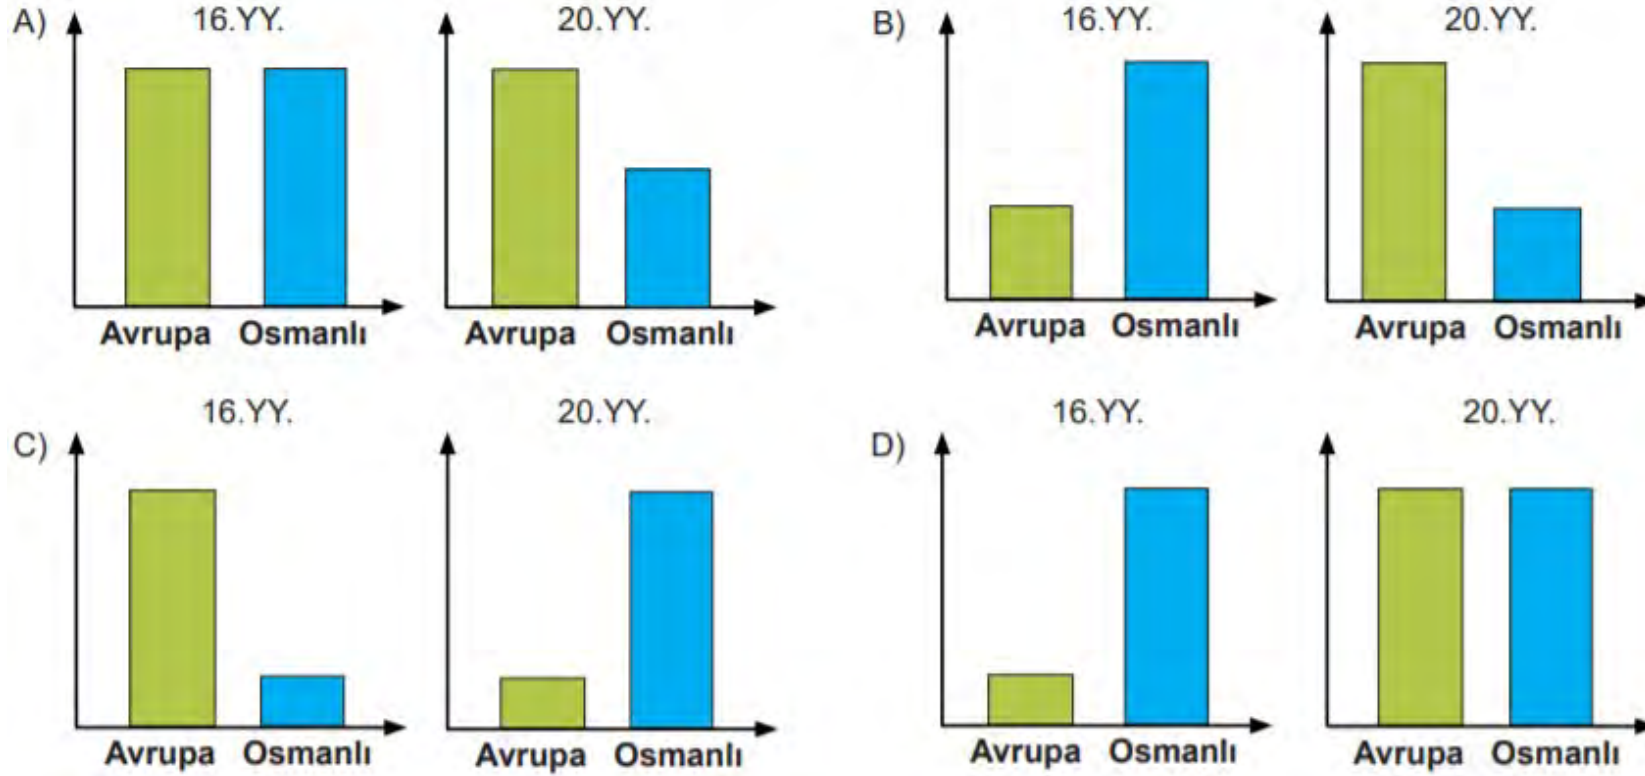 A) 16.YY. 20.YY.
Avrupa Osmanlı Avrupa Osmanlı
B) 16.YY. 20.YY.
Avrupa Osmanlı Avrupa Osmanlı
C) 16.YY. 20.YY.
Avrupa Osmanlı Avrupa Osmanlı
D) 16.YY. 20.YY.
Avrupa Osmanlı Avrupa Osmanlı